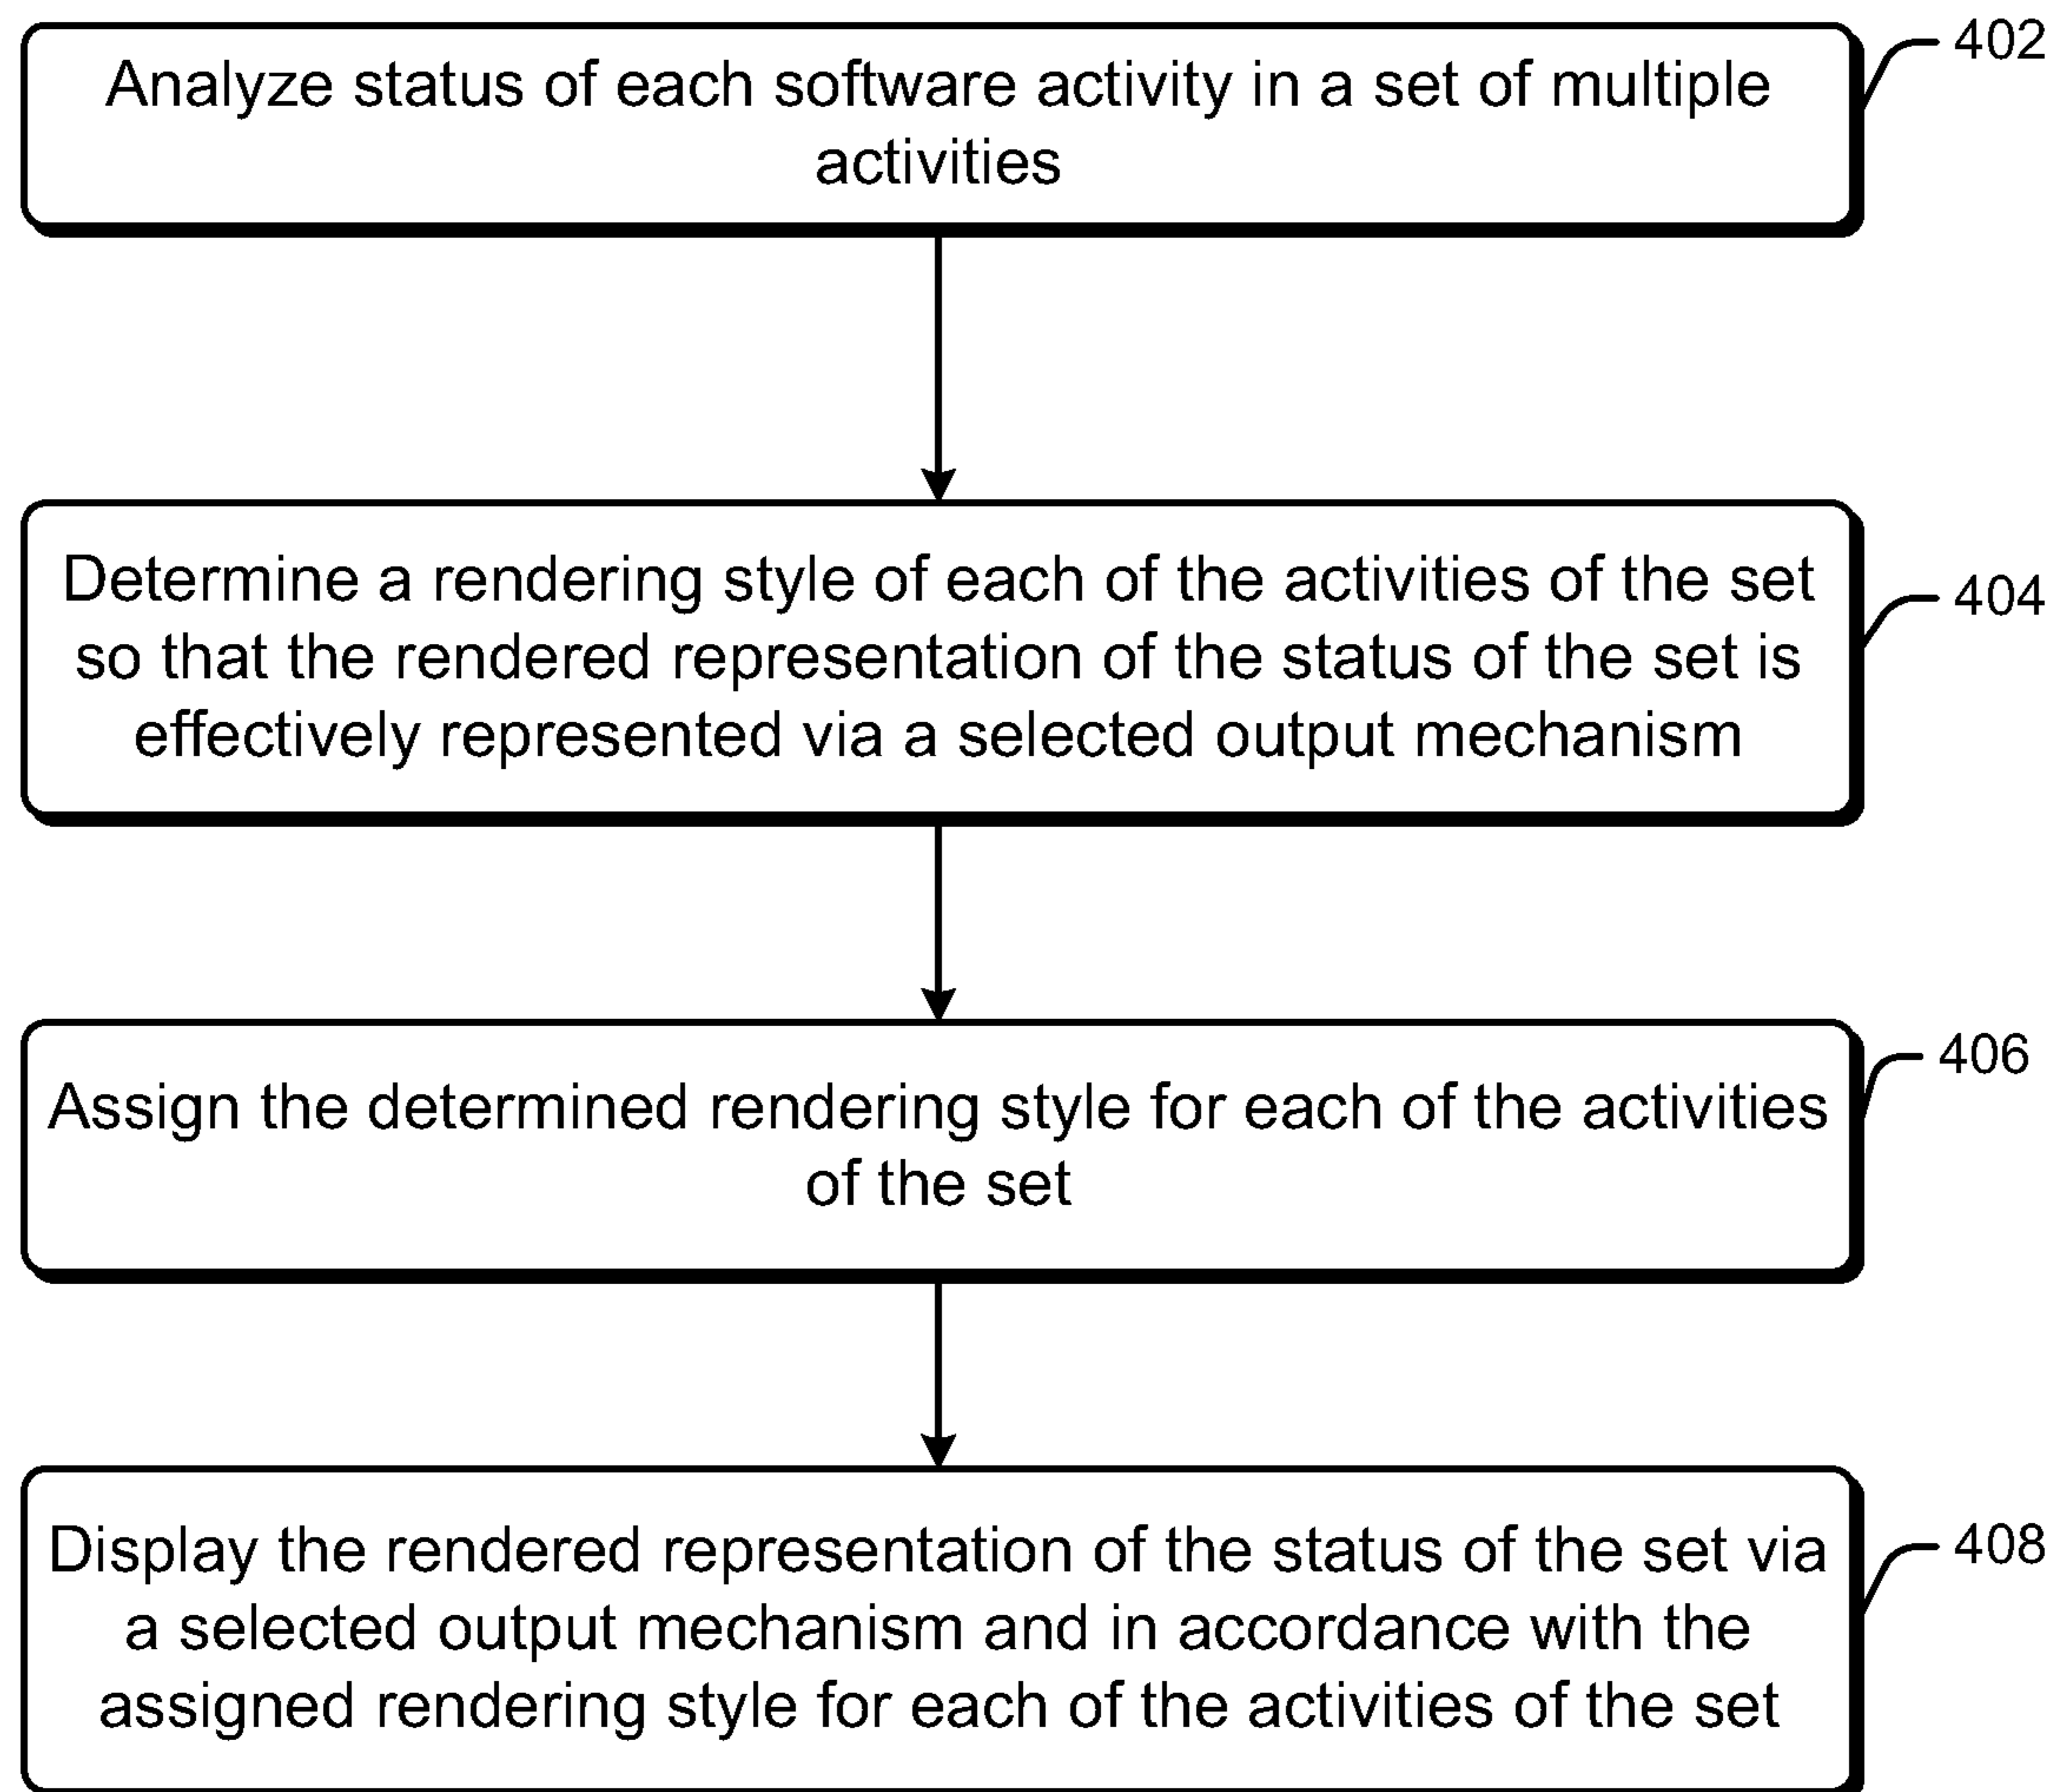 Analyze status of each software activity in a set of multiple
activities
402
Determine a rendering style of each of the activities of the set
so that the rendered representation of the status of the set is
effectively represented via a selected output mechanism
404
Assign the determined rendering style for each of the activities
of the set
406
Display the rendered representation of the status of the set via
a selected output mechanism and in accordance with the
assigned rendering style for each of the activities of the set
408